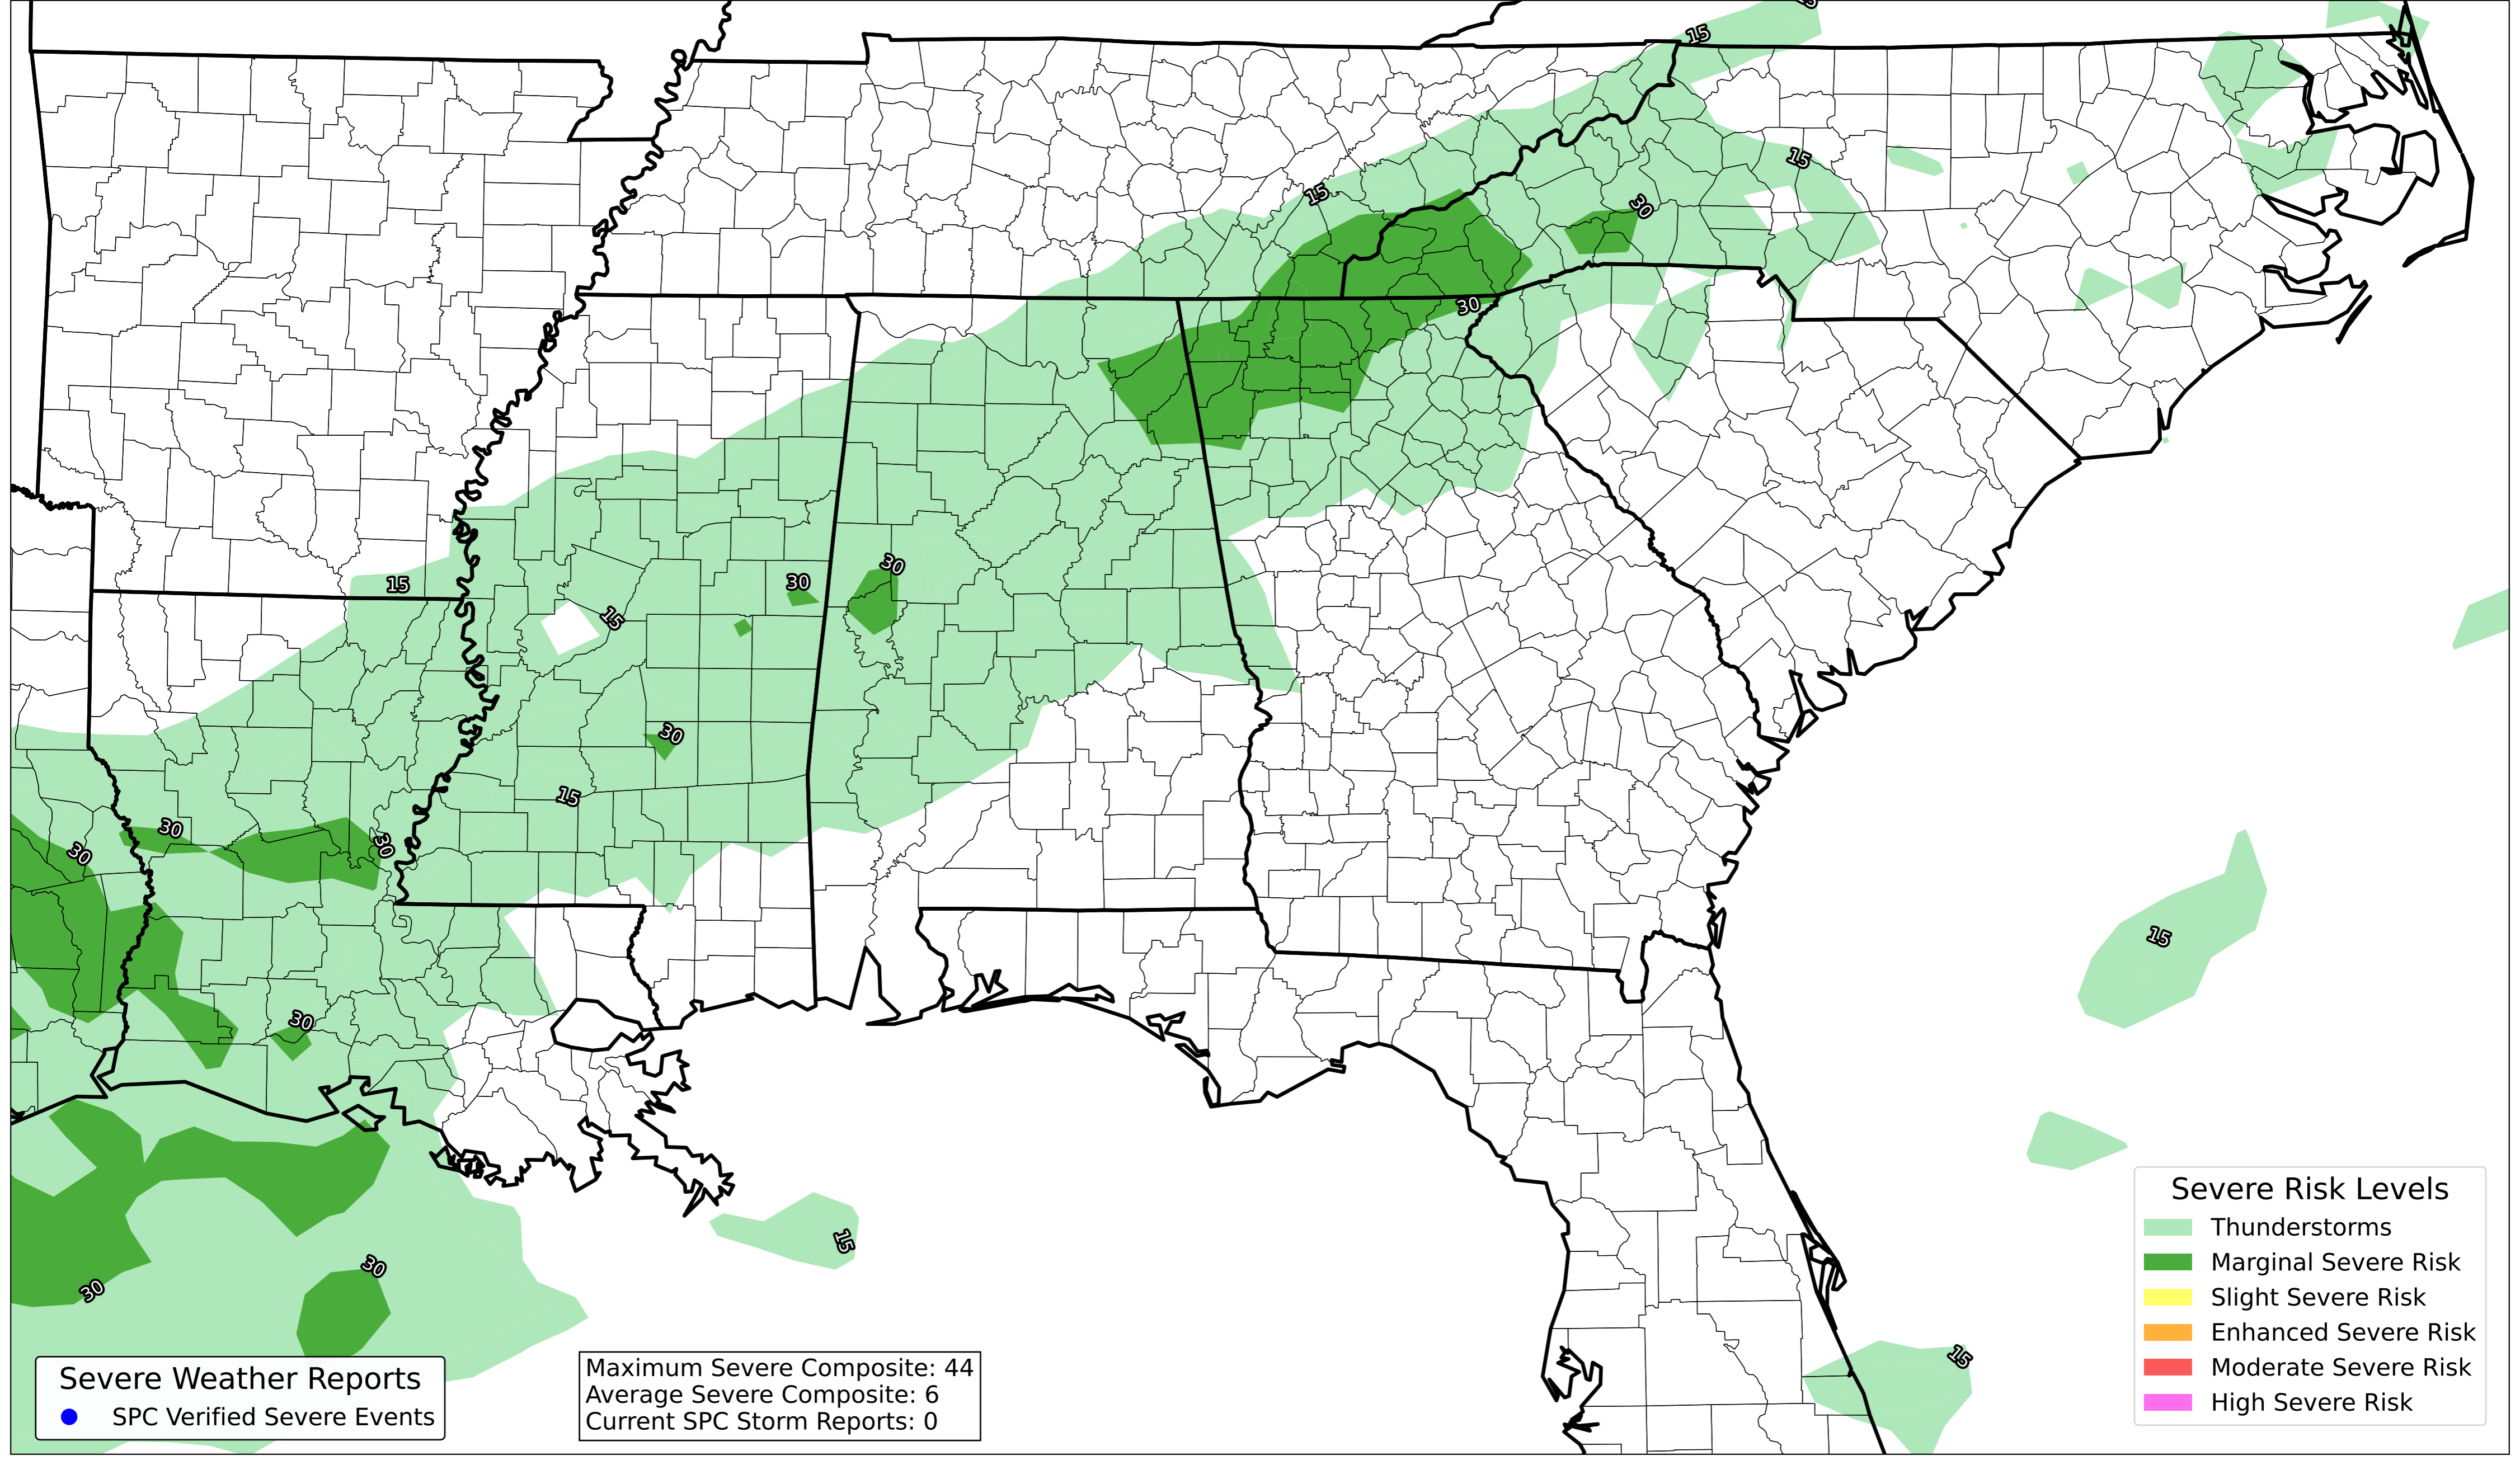 15
15
15
30
30
30
30
15
15
30
15
30
30
30
30
15
30
15
30
30
Severe Weather Reports
SPC Verified Severe Events
Maximum Severe Composite: 44
Average Severe Composite: 6
Current SPC Storm Reports: 0
15
Severe Risk Levels
Thunderstorms
Marginal Severe Risk
Slight Severe Risk
Enhanced Severe Risk
Moderate Severe Risk
High Severe Risk